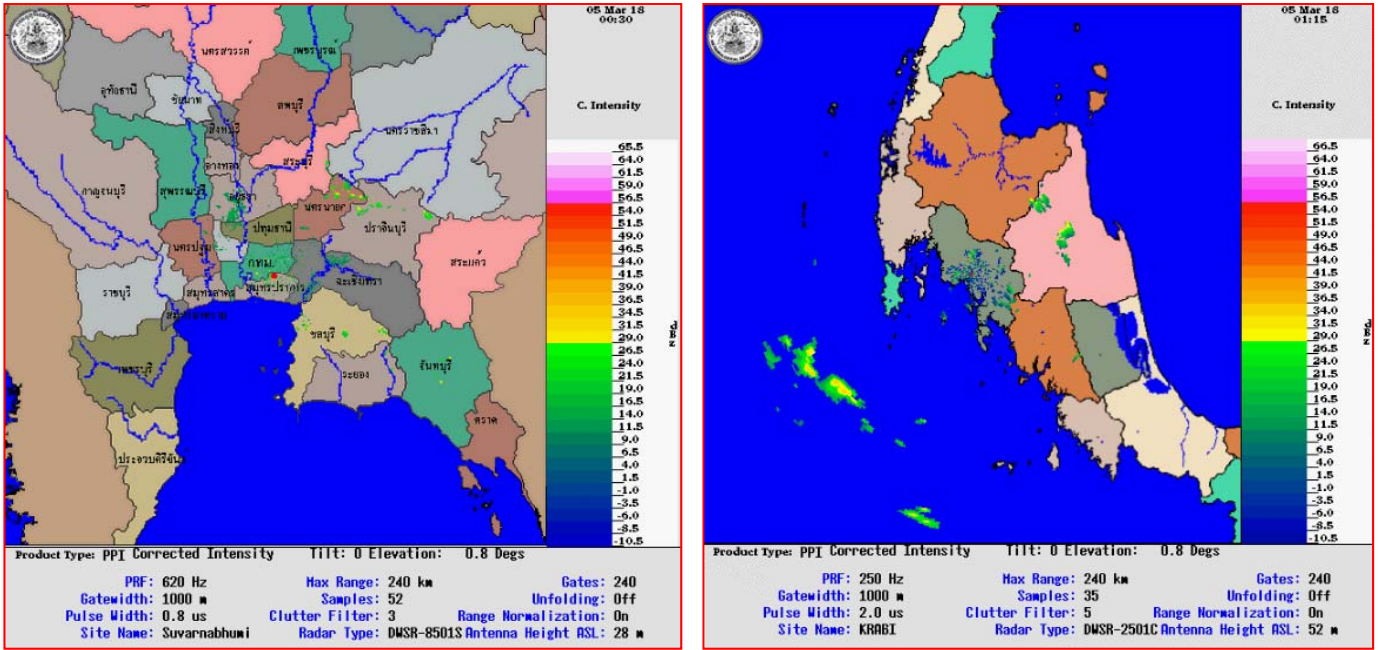 05 Mar 18
00:30
C. Intensity
65.5
64.0
61.5
59.0
56.5
54.0
51.5
49.0
46.5
44.0
41.5
39.0
36.5
34.0
31.5
29.0
26.5
24.0
21.5
19.0
16.5
14.0
11.5
9.0
6.5
4.0
1.5
-1.0
-3.5
-6.0
-8.5
-10.5
นครสวรรค์
เพชรบูรณ์
อุทัยธานี
ชัยนาท
ลพบุรี
สิงห์บุรี
นครราชสีมา
อ่างทอง
สระบุรี
กาญจนบุรี
สุพรรณบุรี
อยุธยา
นครนายก
ปราจีนบุรี
ปทุมธานี
นครปฐม
กทม.
สระแก้ว
ฉะเชิงเทรา
ราชบุรี
สมุทรสาคร
สมุทรปราการ
ชลบุรี
เพชรบุรี
ระยอง
จันทบุรี
ตราด
ประจวบคีรีขันธ์
Product Type: PPI Corrected Intensity Tilt: 0 Elevation: 0.8 Degs
PRF: 620 Hz Max Range: 240 km Gates: 240
Gatewidth: 1000 m Samples: 52 Unfolding: Off
Pulse Width: 0.8 us Clutter Filter: 3 Range Normalization: On
Site Name: Suvarnabhumi Radar Type: DWSR-8501S Antenna Height ASL: 28 m
05 Mar 18
01:15
C. Intensity
66.5
64.0
61.5
59.0
56.5
54.0
51.5
49.0
46.5
44.0
41.5
39.0
36.5
34.0
31.5
29.0
26.5
24.0
21.5
19.0
16.5
14.0
11.5
9.0
6.5
4.0
1.5
-1.0
-3.5
-6.0
-8.5
-10.5
Product Type: PPI Corrected Intensity Tilt: 0 Elevation: 0.8 Degs
PRF: 250 Hz Max Range: 240 km Gates: 240
Gatewidth: 1000 m Samples: 35 Unfolding: Off
Pulse Width: 2.0 us Clutter Filter: 5 Range Normalization: On
Site Name: KRABI Radar Type: DWSR-2501C Antenna Height ASL: 52 m